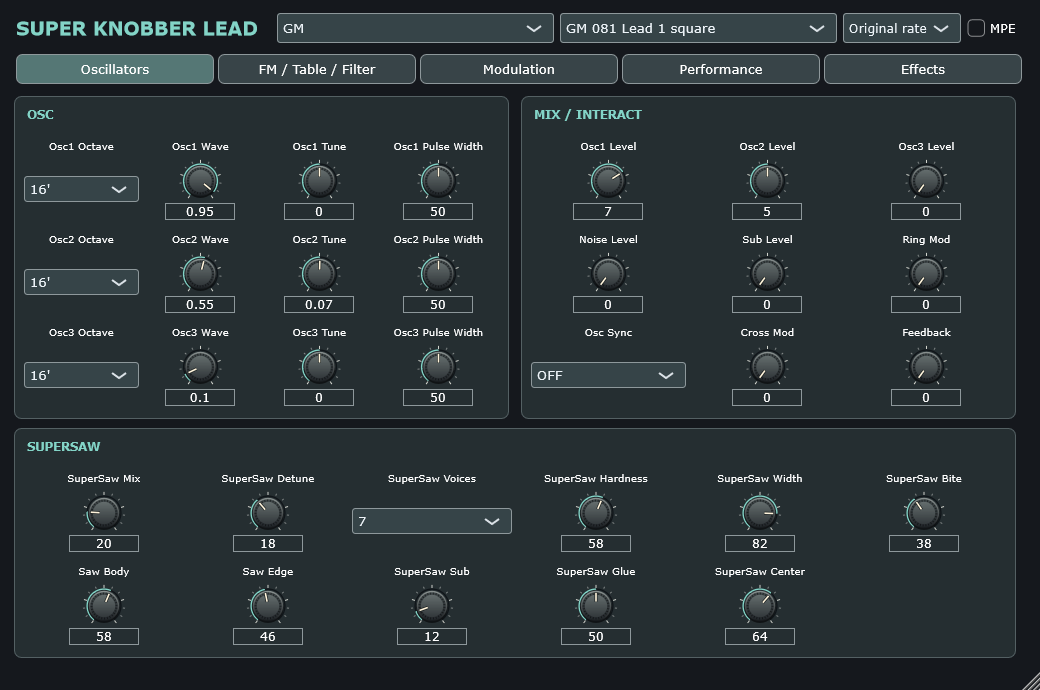 SUPER KNOBBER LEAD GM GM 081 Lead 1 square Original rate MPE
Oscillators FM / Table / Filter Modulation Performance Effects
OSC
Osc1 Octave Osc1 Wave Osc1 Tune Osc1 Pulse Width
16'
0.95 0 50
Osc2 Octave Osc2 Wave Osc2 Tune Osc2 Pulse Width
16'
0.55 0.07 50
Osc3 Octave Osc3 Wave Osc3 Tune Osc3 Pulse Width
16'
0.1 0 50
MIX / INTERACT
Osc1 Level Osc2 Level Osc3 Level
7 5 0
Noise Level Sub Level Ring Mod
0 0 0
Osc Sync Cross Mod Feedback
OFF
0 0
SUPERSAW
SuperSaw Mix SuperSaw Detune SuperSaw Voices SuperSaw Hardness SuperSaw Width SuperSaw Bite
7
20 18 58 82 38
Saw Body Saw Edge SuperSaw Sub SuperSaw Glue SuperSaw Center
58 46 12 50 64